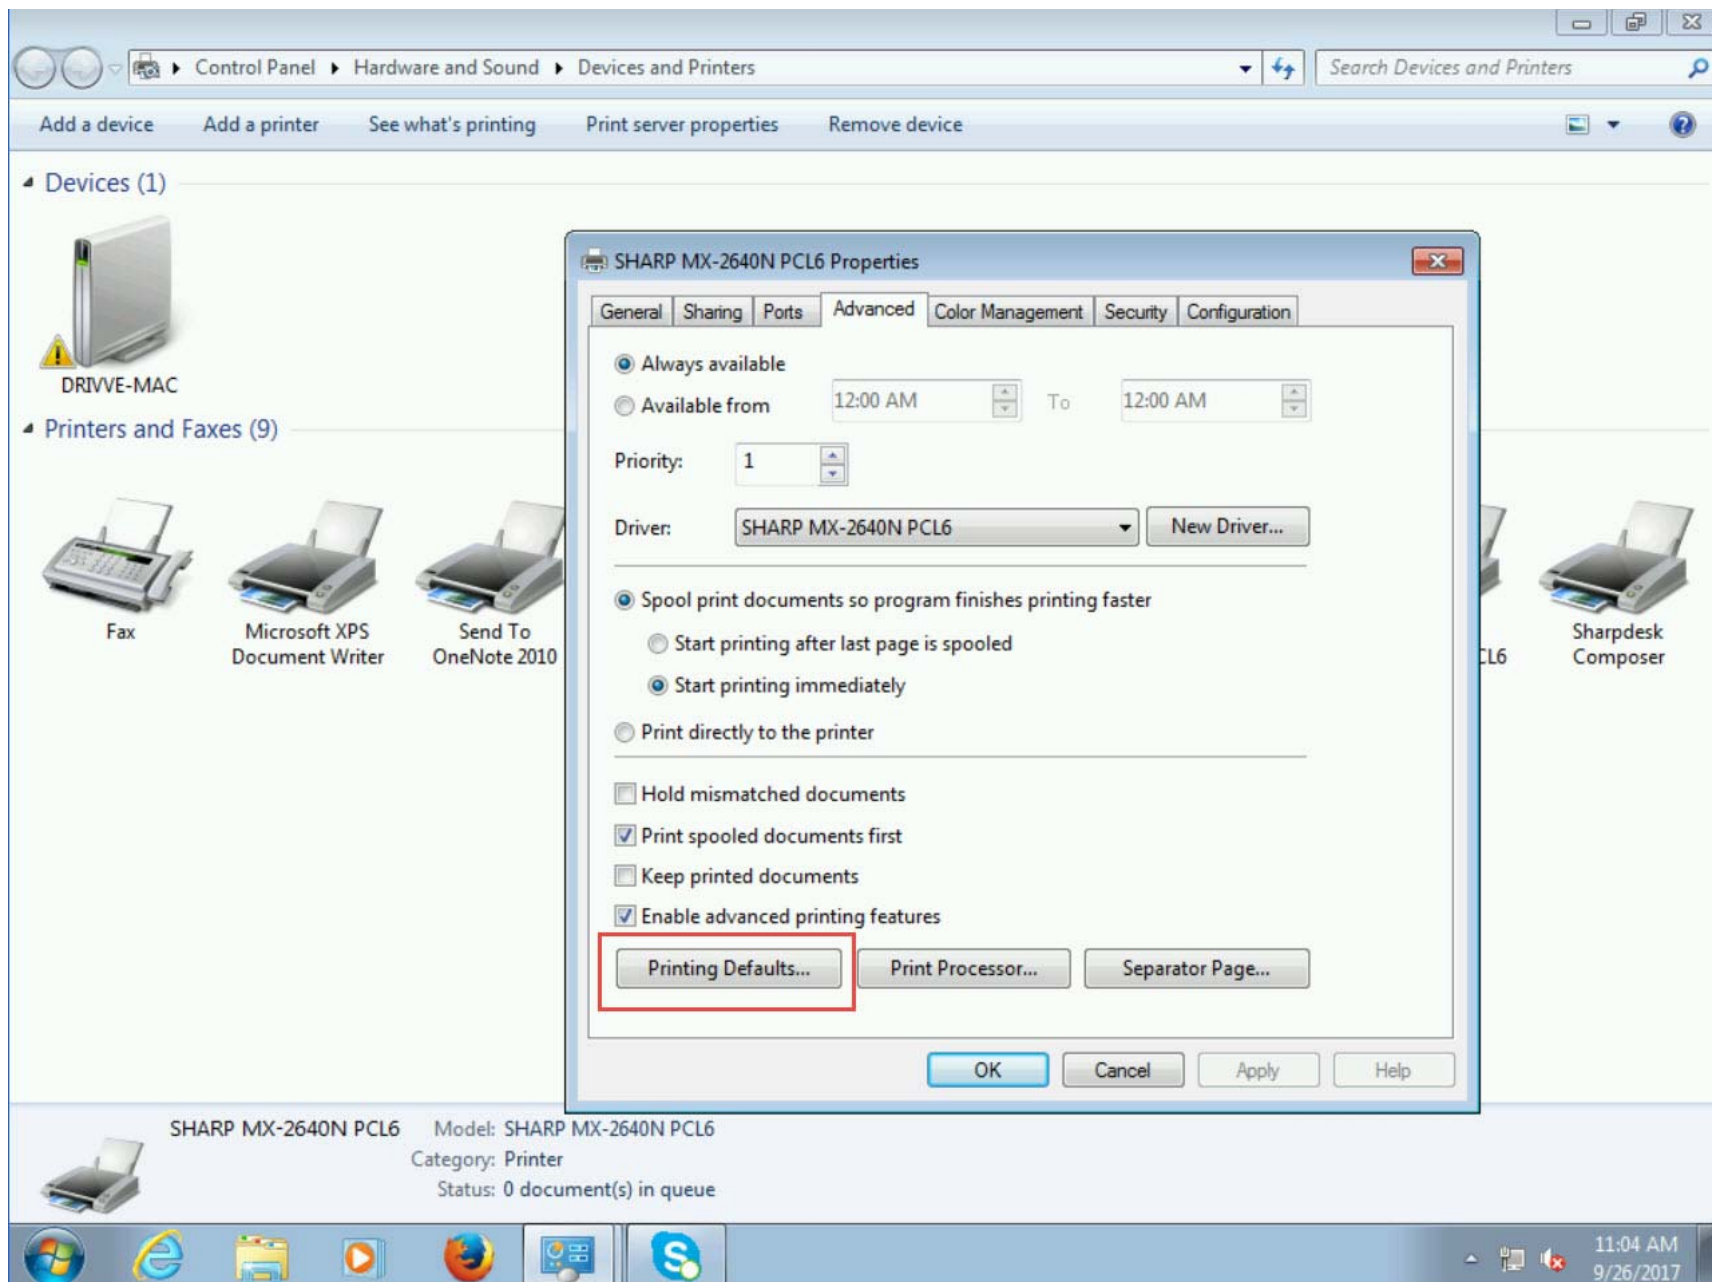 Control Panel Hardware and Sound Devices and Printers
Search Devices and Printers
Add a device Add a printer See what's printing Print server properties Remove device
Devices (1)
DRIVVE-MAC
Printers and Faxes (9)
Fax
Microsoft XPS
Document Writer
Send To
OneNote 2010
CL6
Sharpdesk
Composer
SHARP MX-2640N PCL6 Properties
General Sharing Ports Advanced Color Management Security Configuration
Always available
Available from 12:00 AM To 12:00 AM
Priority: 1
Driver: SHARP MX-2640N PCL6 New Driver...
Spool print documents so program finishes printing faster
Start printing after last page is spooled
Start printing immediately
Print directly to the printer
Hold mismatched documents
Print spooled documents first
Keep printed documents
Enable advanced printing features
Printing Defaults... Print Processor... Separator Page...
OK Cancel Apply Help
SHARP MX-2640N PCL6 Model: SHARP MX-2640N PCL6
Category: Printer
Status: 0 document(s) in queue
11:04 AM
9/26/2017